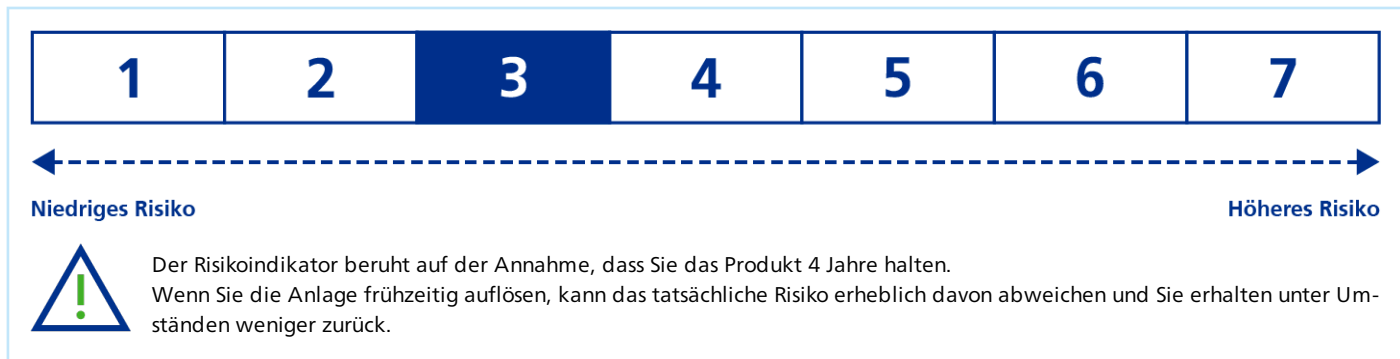 1 2 3 4 5 6 7
Niedriges Risiko Höheres Risiko
!
Der Risikoindikator beruht auf der Annahme, dass Sie das Produkt 4 Jahre halten.
Wenn Sie die Anlage frühzeitig auflösen, kann das tatsächliche Risiko erheblich davon abweichen und Sie erhalten unter Um-
ständen weniger zurück.